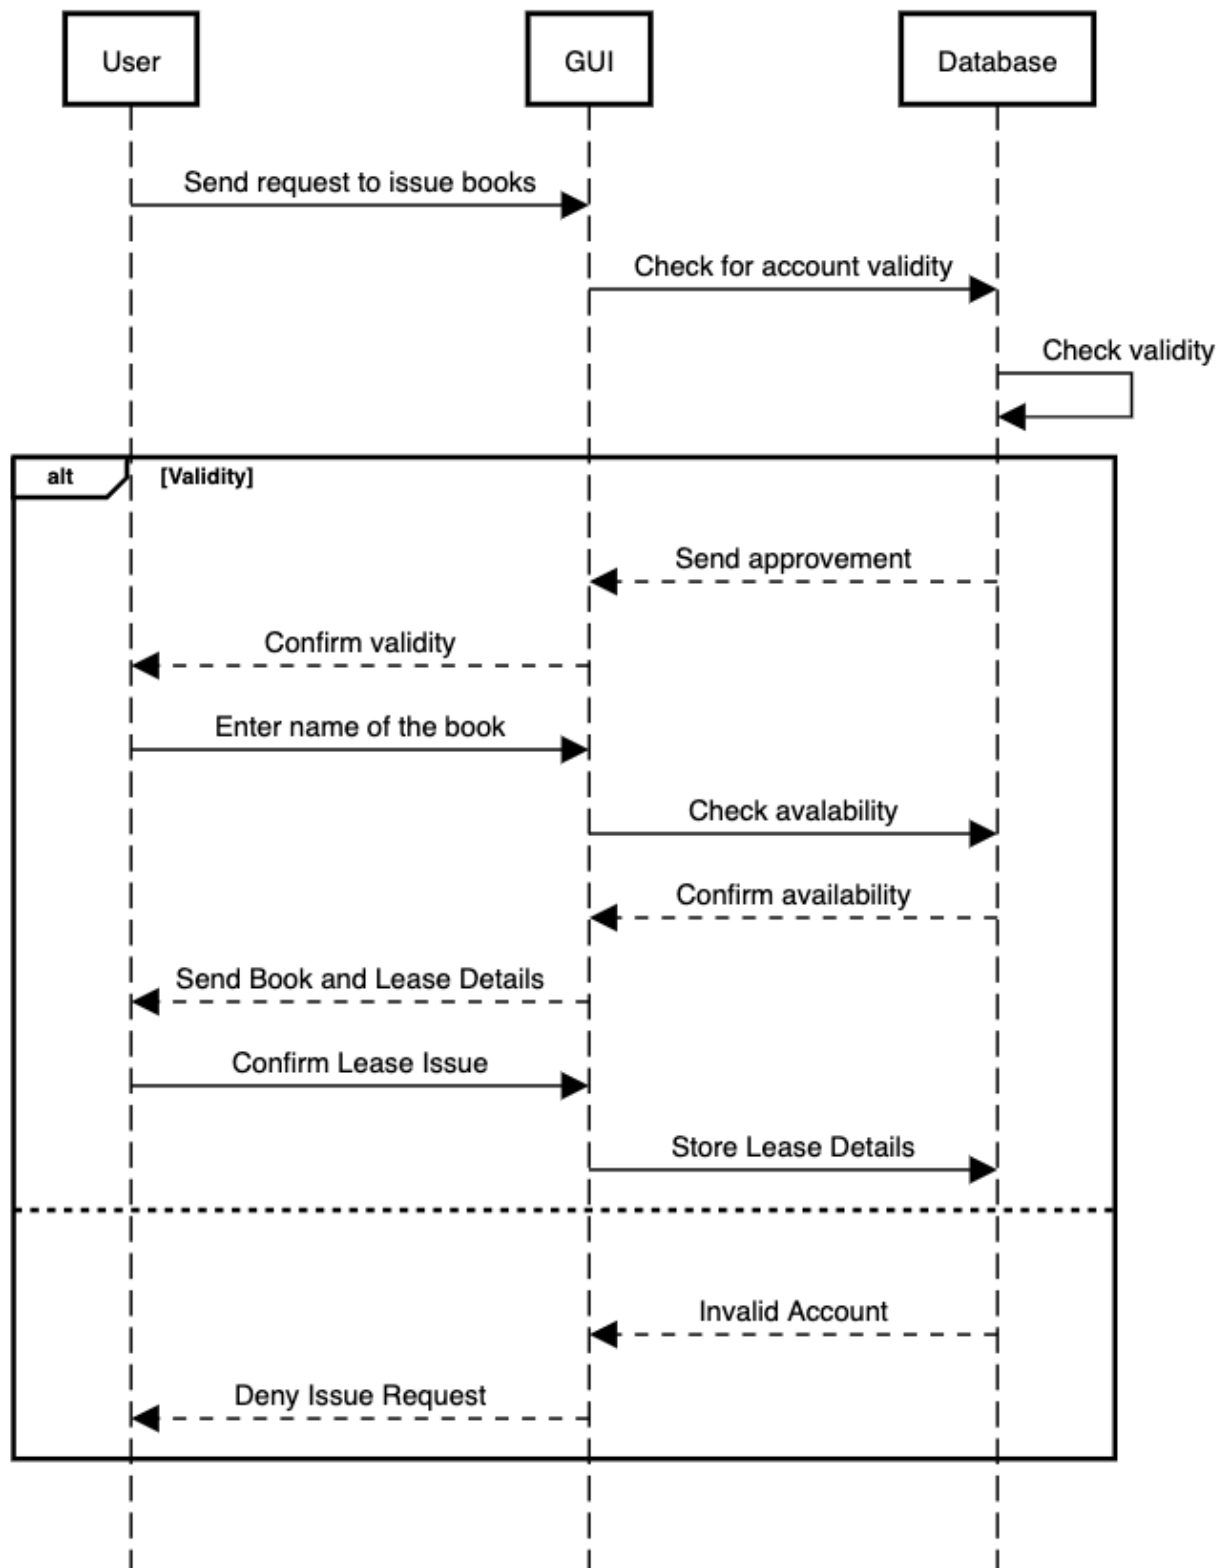 User
GUI
Database
Send request to issue books
Check for account validity
Check validity
alt
[Validity]
Send approvement
Confirm validity
Enter name of the book
Check avalability
Confirm availability
Send Book and Lease Details
Confirm Lease Issue
Store Lease Details
Invalid Account
Deny Issue Request